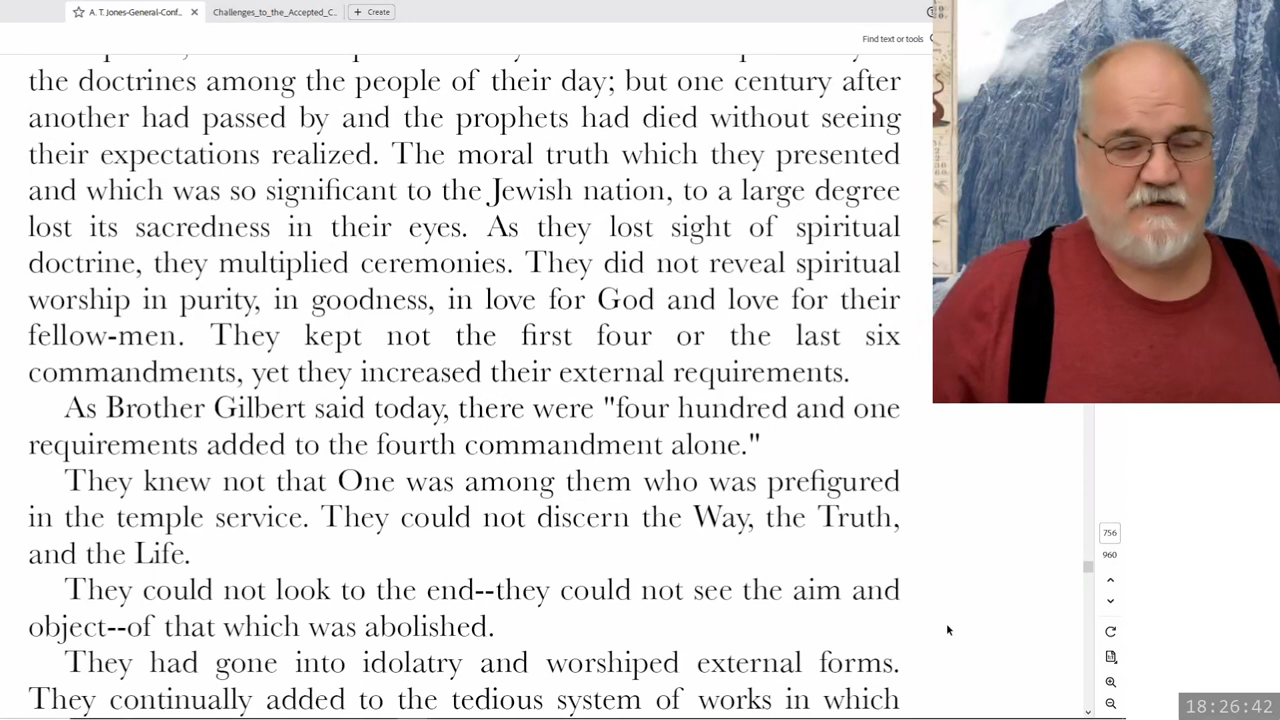 A. T. Jones-General-Conf...
Challenges_to_the_Accepted_C...
Create
Find text or tools
the doctrines among the people of their day; but one century after
another had passed by and the prophets had died without seeing
their expectations realized. The moral truth which they presented
and which was so significant to the Jewish nation, to a large degree
lost its sacredness in their eyes. As they lost sight of spiritual
doctrine, they multiplied ceremonies. They did not reveal spiritual
worship in purity, in goodness, in love for God and love for their
fellow-men. They kept not the first four or the last six
commandments, yet they increased their external requirements.
As Brother Gilbert said today, there were "four hundred and one
requirements added to the fourth commandment alone."
They knew not that One was among them who was prefigured
in the temple service. They could not discern the Way, the Truth,
and the Life.
They could not look to the end--they could not see the aim and
object--of that which was abolished.
They had gone into idolatry and worshiped external forms.
They continually added to the tedious system of works in which
756
960
18:26:42